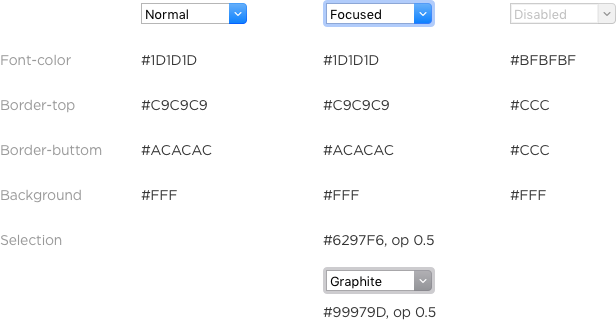 Normal Focused Disabled
Font-color #1D1D1D #1D1D1D #BFBFBF
Border-top #C9C9C9 #C9C9C9 #CCC
Border-buttom #ACACAC #ACACAC #CCC
Background #FFF #FFF #FFF
Selection #6297F6, op 0.5
Graphite
#99979D, op 0.5